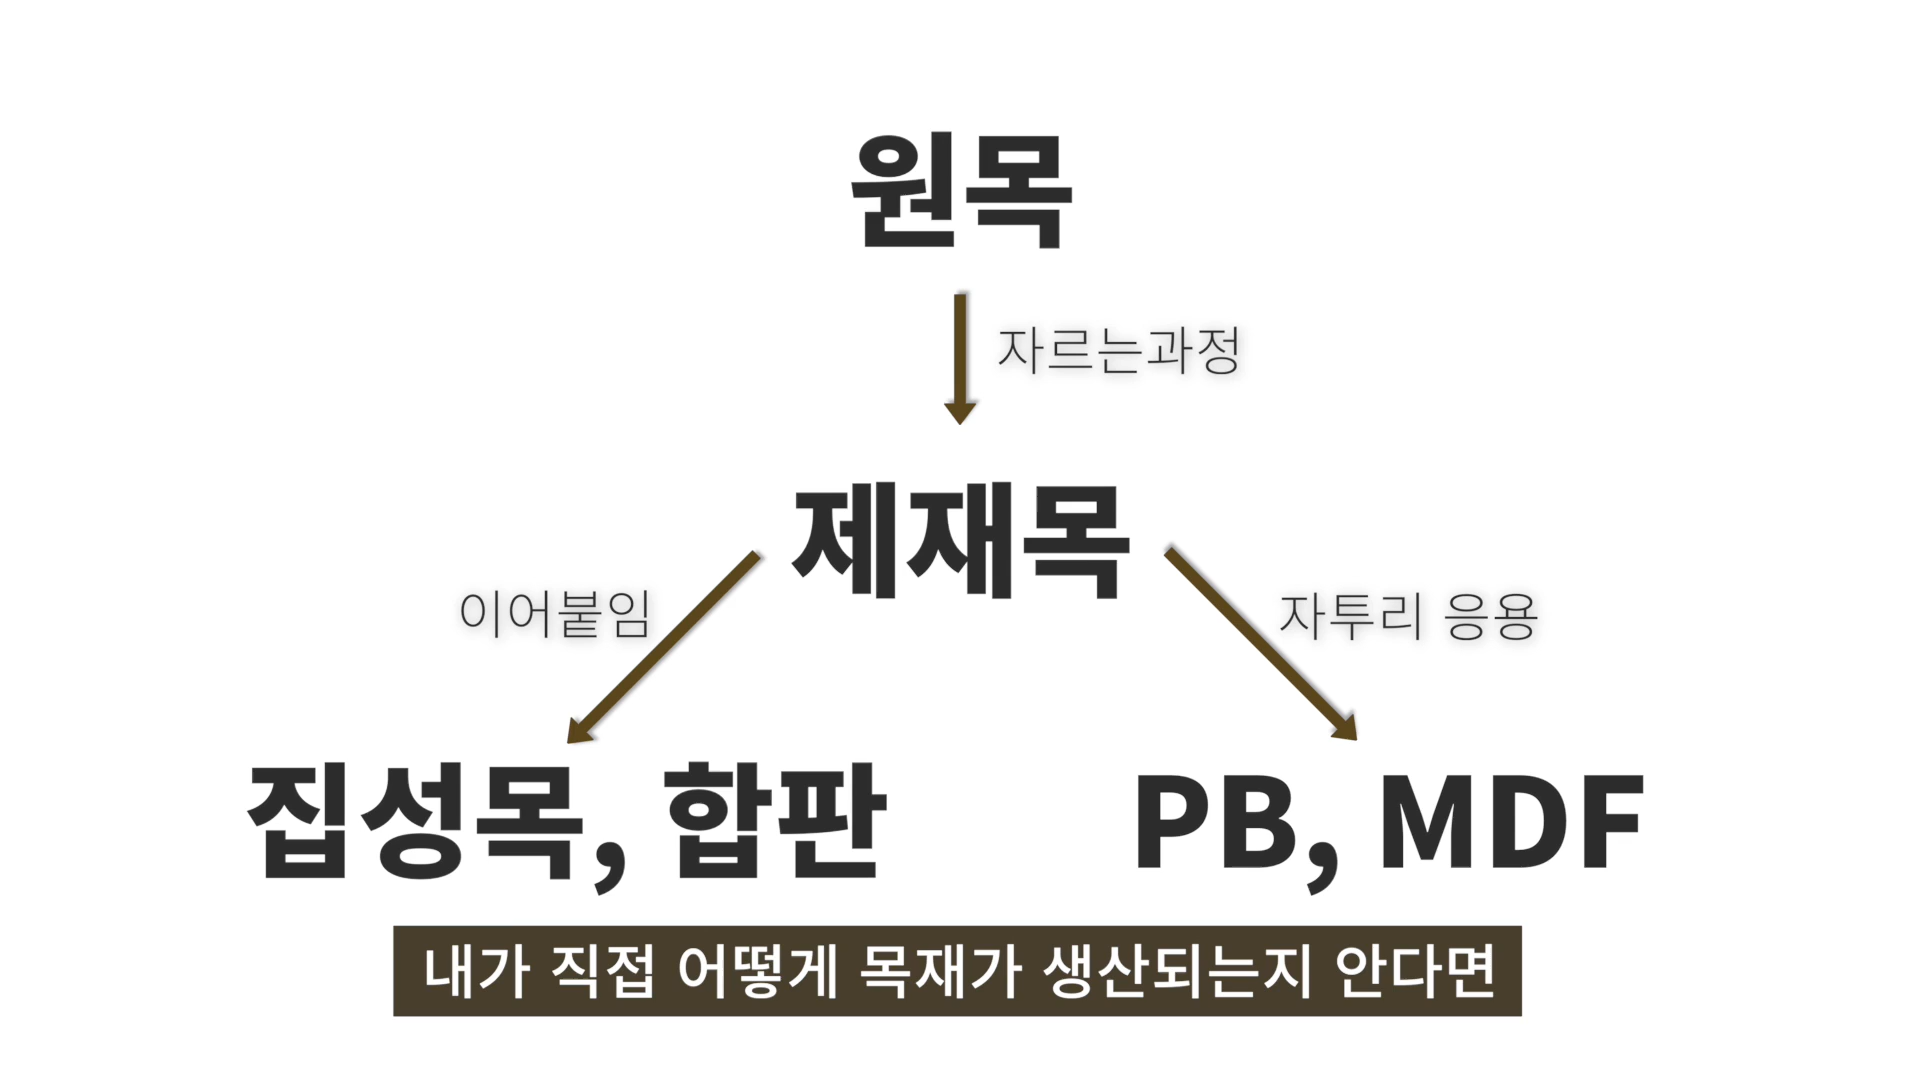 원목
자르는과정
제재목
이어붙임
자투리 응용
집성목, 합판
PB, MDF
내가 직접 어떻게 목재가 생산되는지 안다면